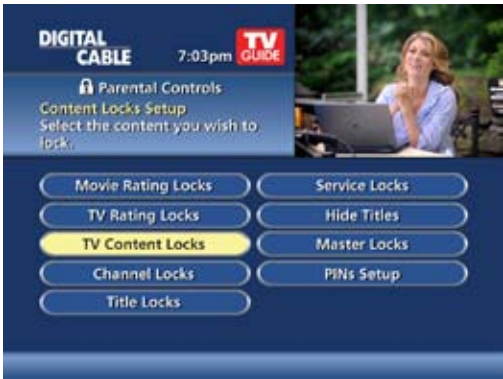 DIGITAL
CABLE
7:03pm
TV
GUIDE
Parental Controls
Content Locks Setup
Select the content you wish to
lock.
Movie Rating Locks
Service Locks
TV Rating Locks
Hide Titles
TV Content Locks
Master Locks
Channel Locks
PINs Setup
Title Locks